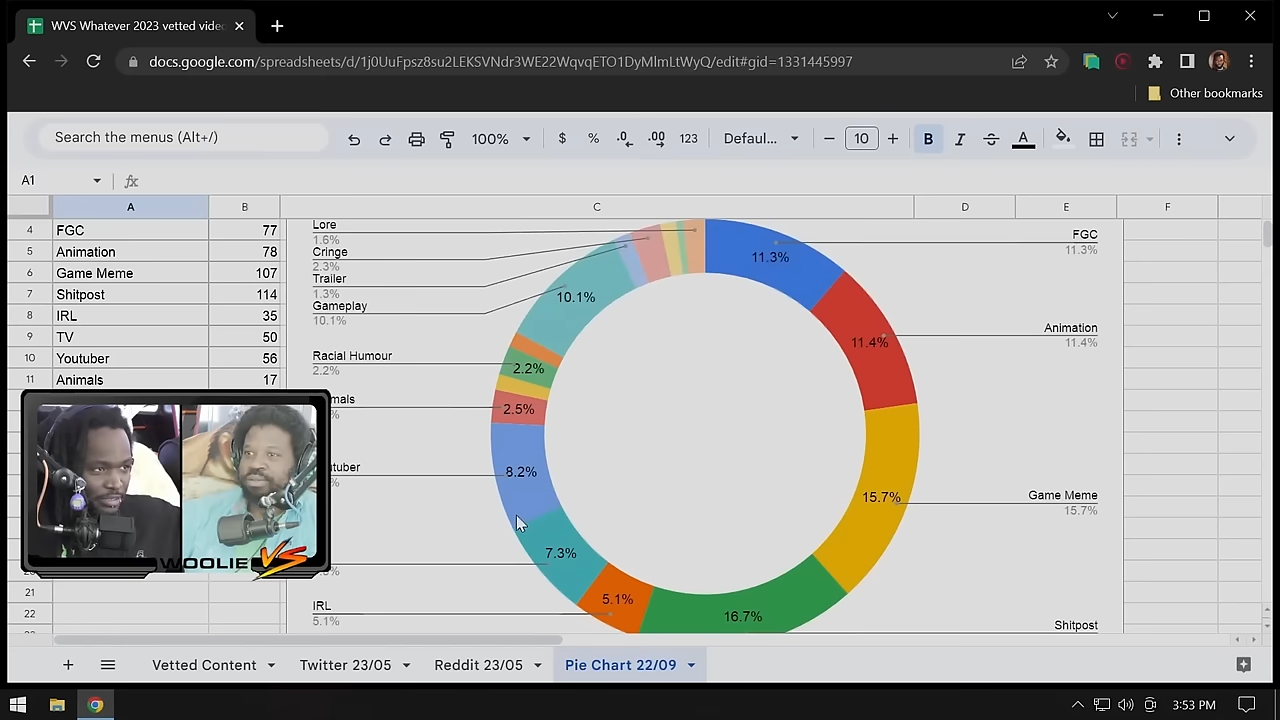 WVS Whatever 2023 vetted vide
docs.google.com/spreadsheets/d/1j0UuFpsz8su2LEKSVNdr3WE22WqvqETO1DyMlmLtWyQ/edit#gid=1331445997
Other bookmarks
Search the menus (Alt+/)
100%
$ % .0 .00 123
Defaul...
10
B I A
A1
fx
A B C D E F
4 FGC 77
5 Animation 78
6 Game Meme 107
7 Shitpost 114
8 IRL 35
9 TV 50
10 Youtuber 56
11 Animals 17
21
22
Lore
1.6%
Cringe
2.3%
Trailer
1.3%
Gameplay
10.1%
Racial Humour
2.2%
mals
%
tuber
%
%
IRL
5.1%
10.1%
2.2%
2.5%
8.2%
7.3%
5.1%
16.7%
15.7%
11.4%
11.3%
FGC
11.3%
Animation
11.4%
Game Meme
15.7%
Shitpost
WOOLIE VS
Vetted Content
Twitter 23/05
Reddit 23/05
Pie Chart 22/09
3:53 PM